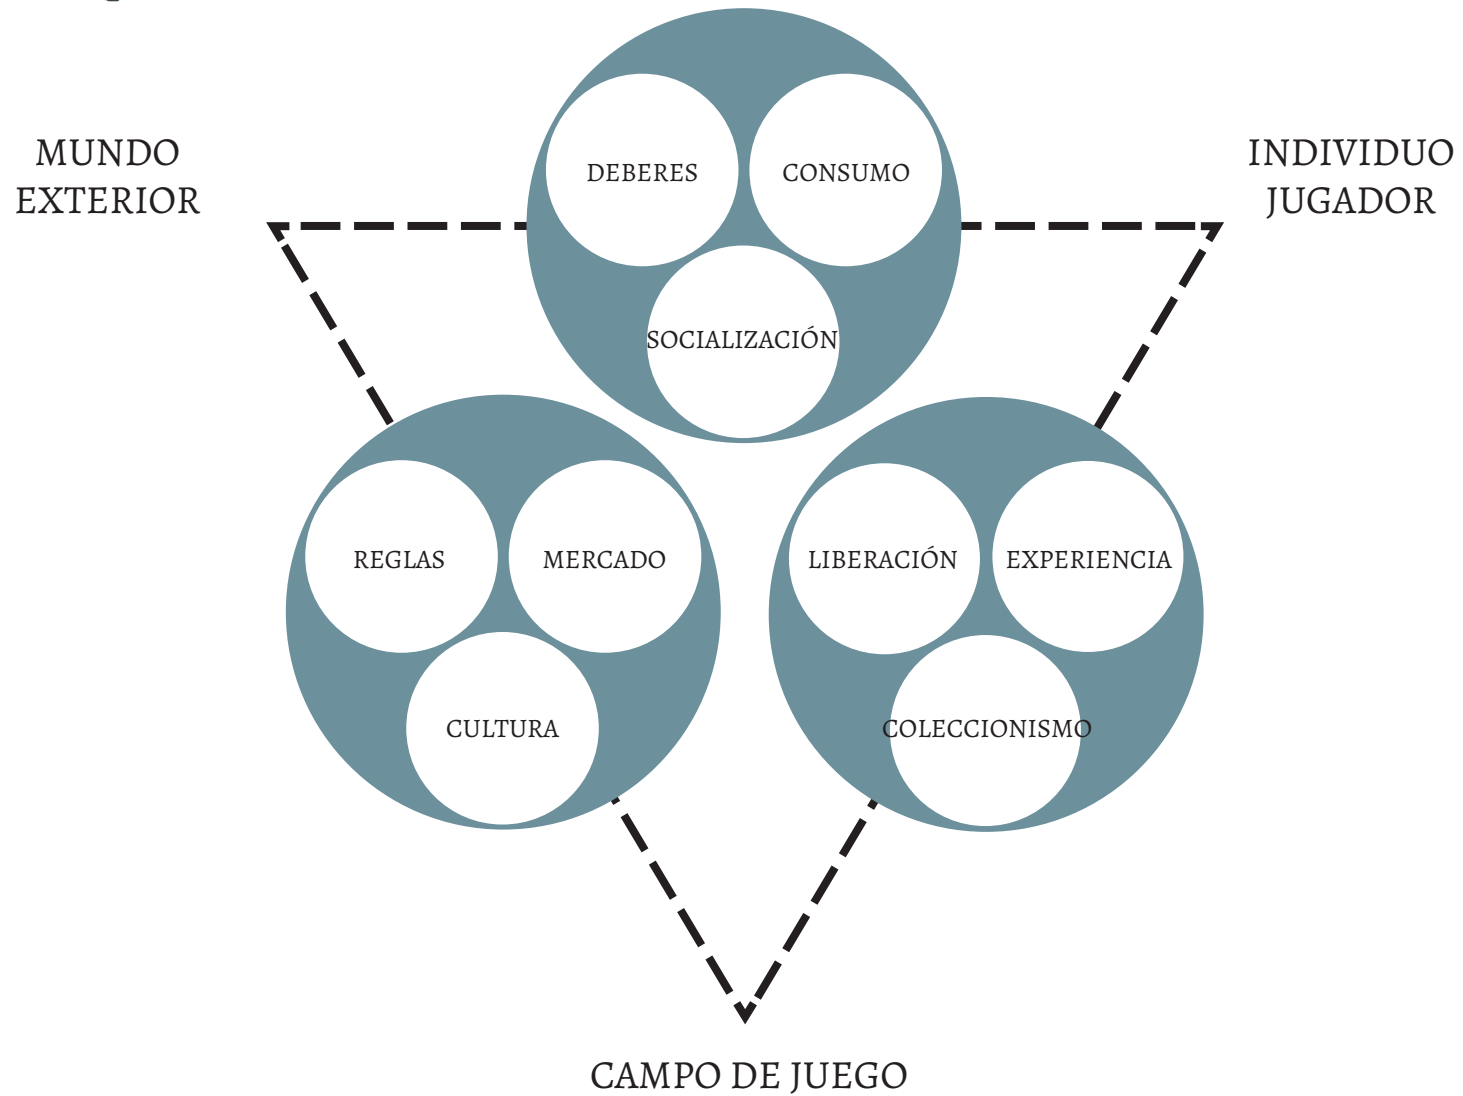 MUNDO
EXTERIOR
INDIVIDUO
JUGADOR
DEBERES
CONSUMO
SOCIALIZACIÓN
REGLAS
MERCADO
CULTURA
LIBERACIÓN
EXPERIENCIA
COLECCIONISMO
CAMPO DE JUEGO